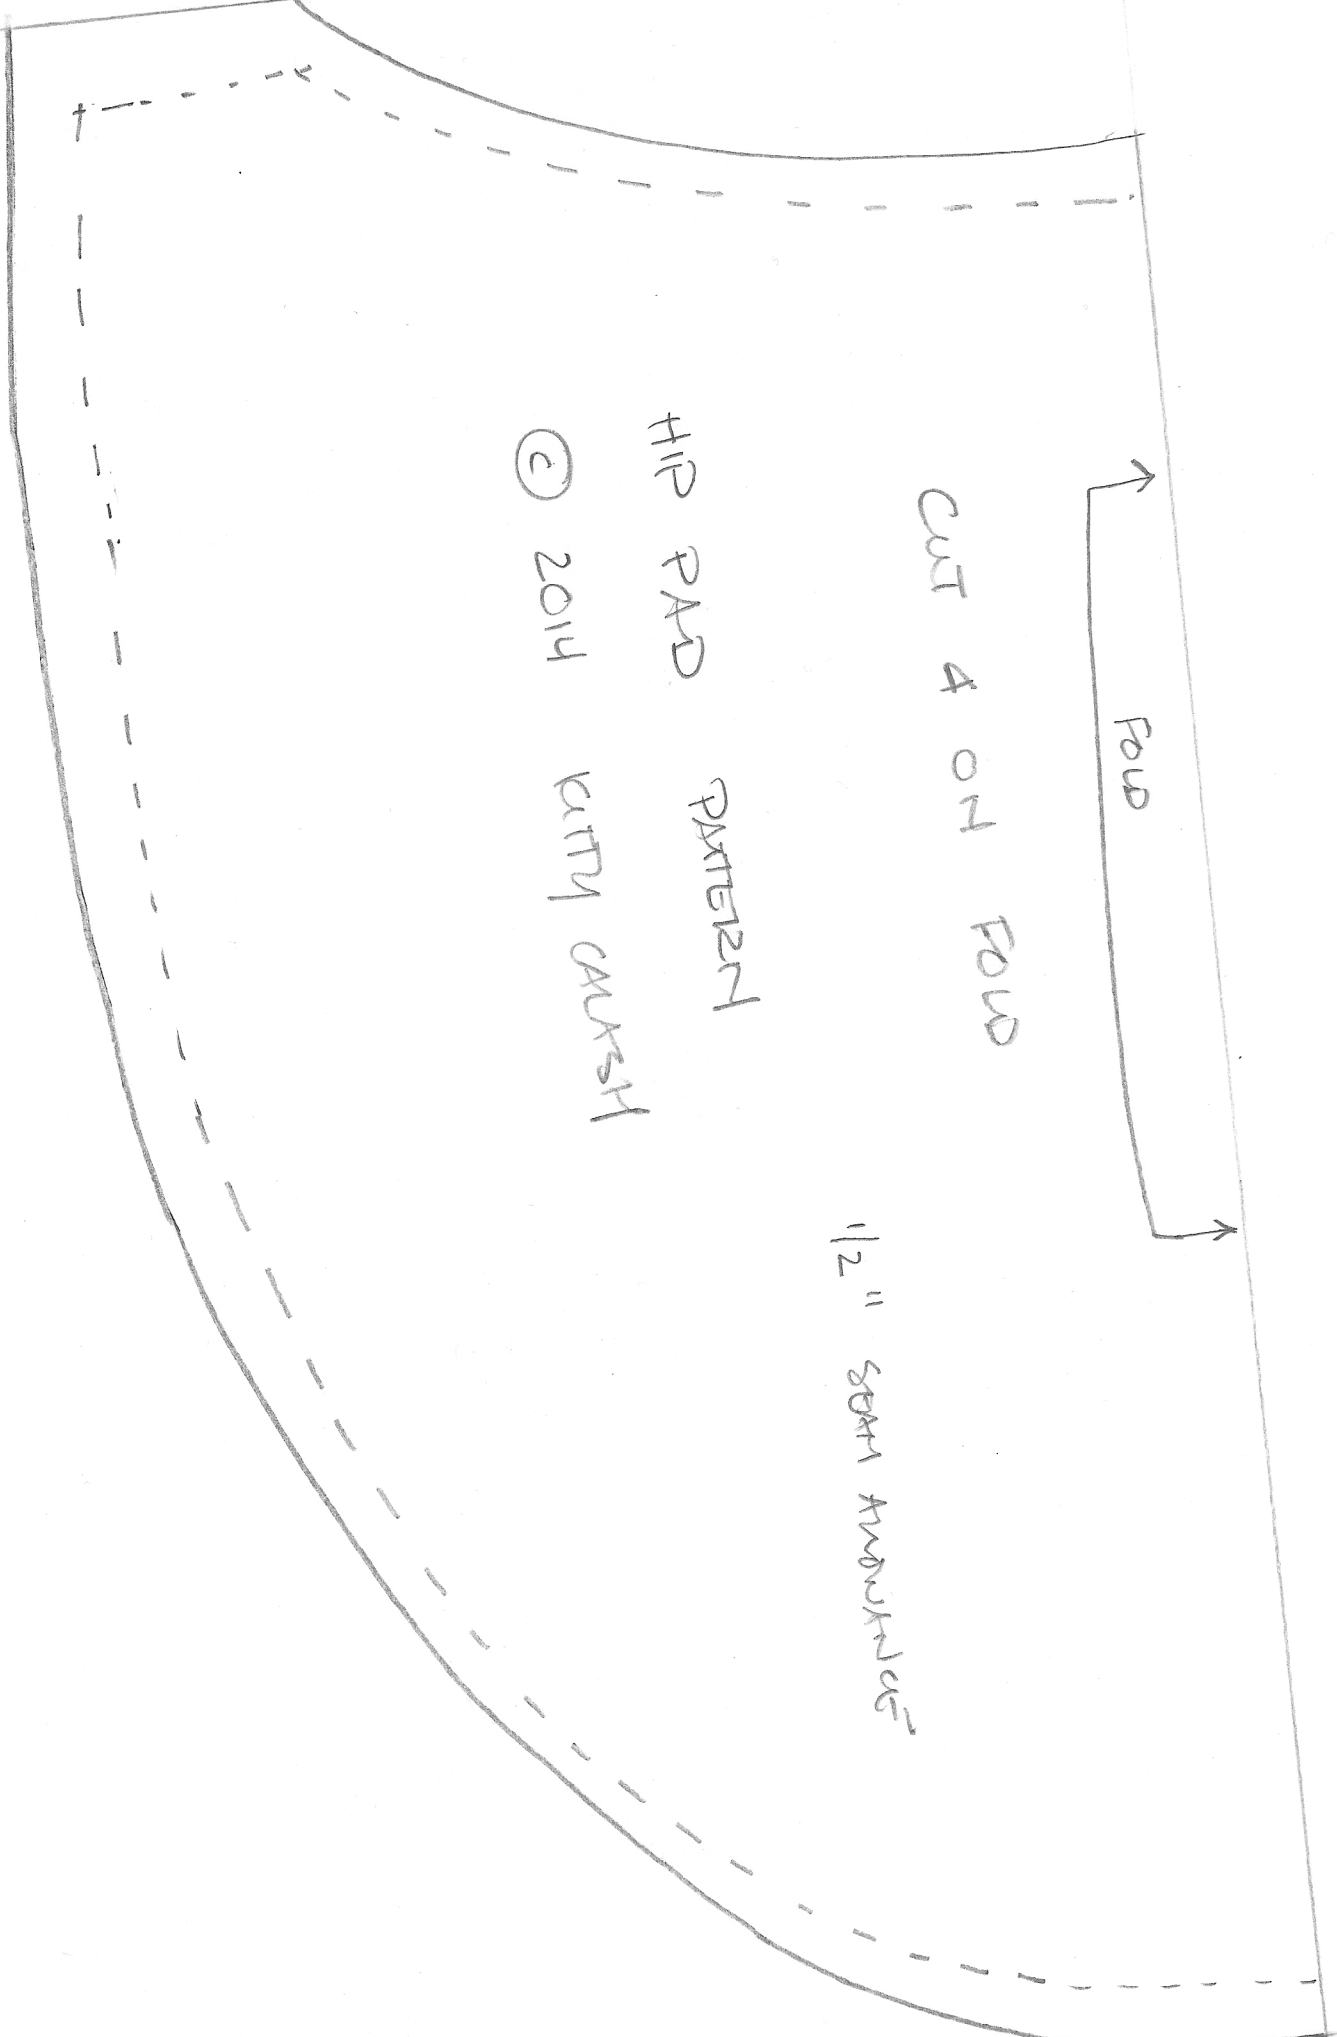 FOLD
CUT 4 ON FOLD
HIP PAD PATTERN
© 2014 KITTY CALASH
1/2" SEAM ALLOWANCE